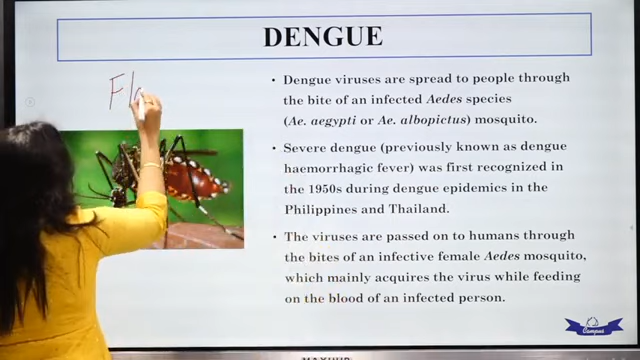 DENGUE
Fl
• Dengue viruses are spread to people through
the bite of an infected Aedes species
(Ae. aegypti or Ae. albopictus) mosquito.
• Severe dengue (previously known as dengue
haemorrhagic fever) was first recognized in
the 1950s during dengue epidemics in the
Philippines and Thailand.
• The viruses are passed on to humans through
the bites of an infective female Aedes mosquito,
which mainly acquires the virus while feeding
on the blood of an infected person.
Campus